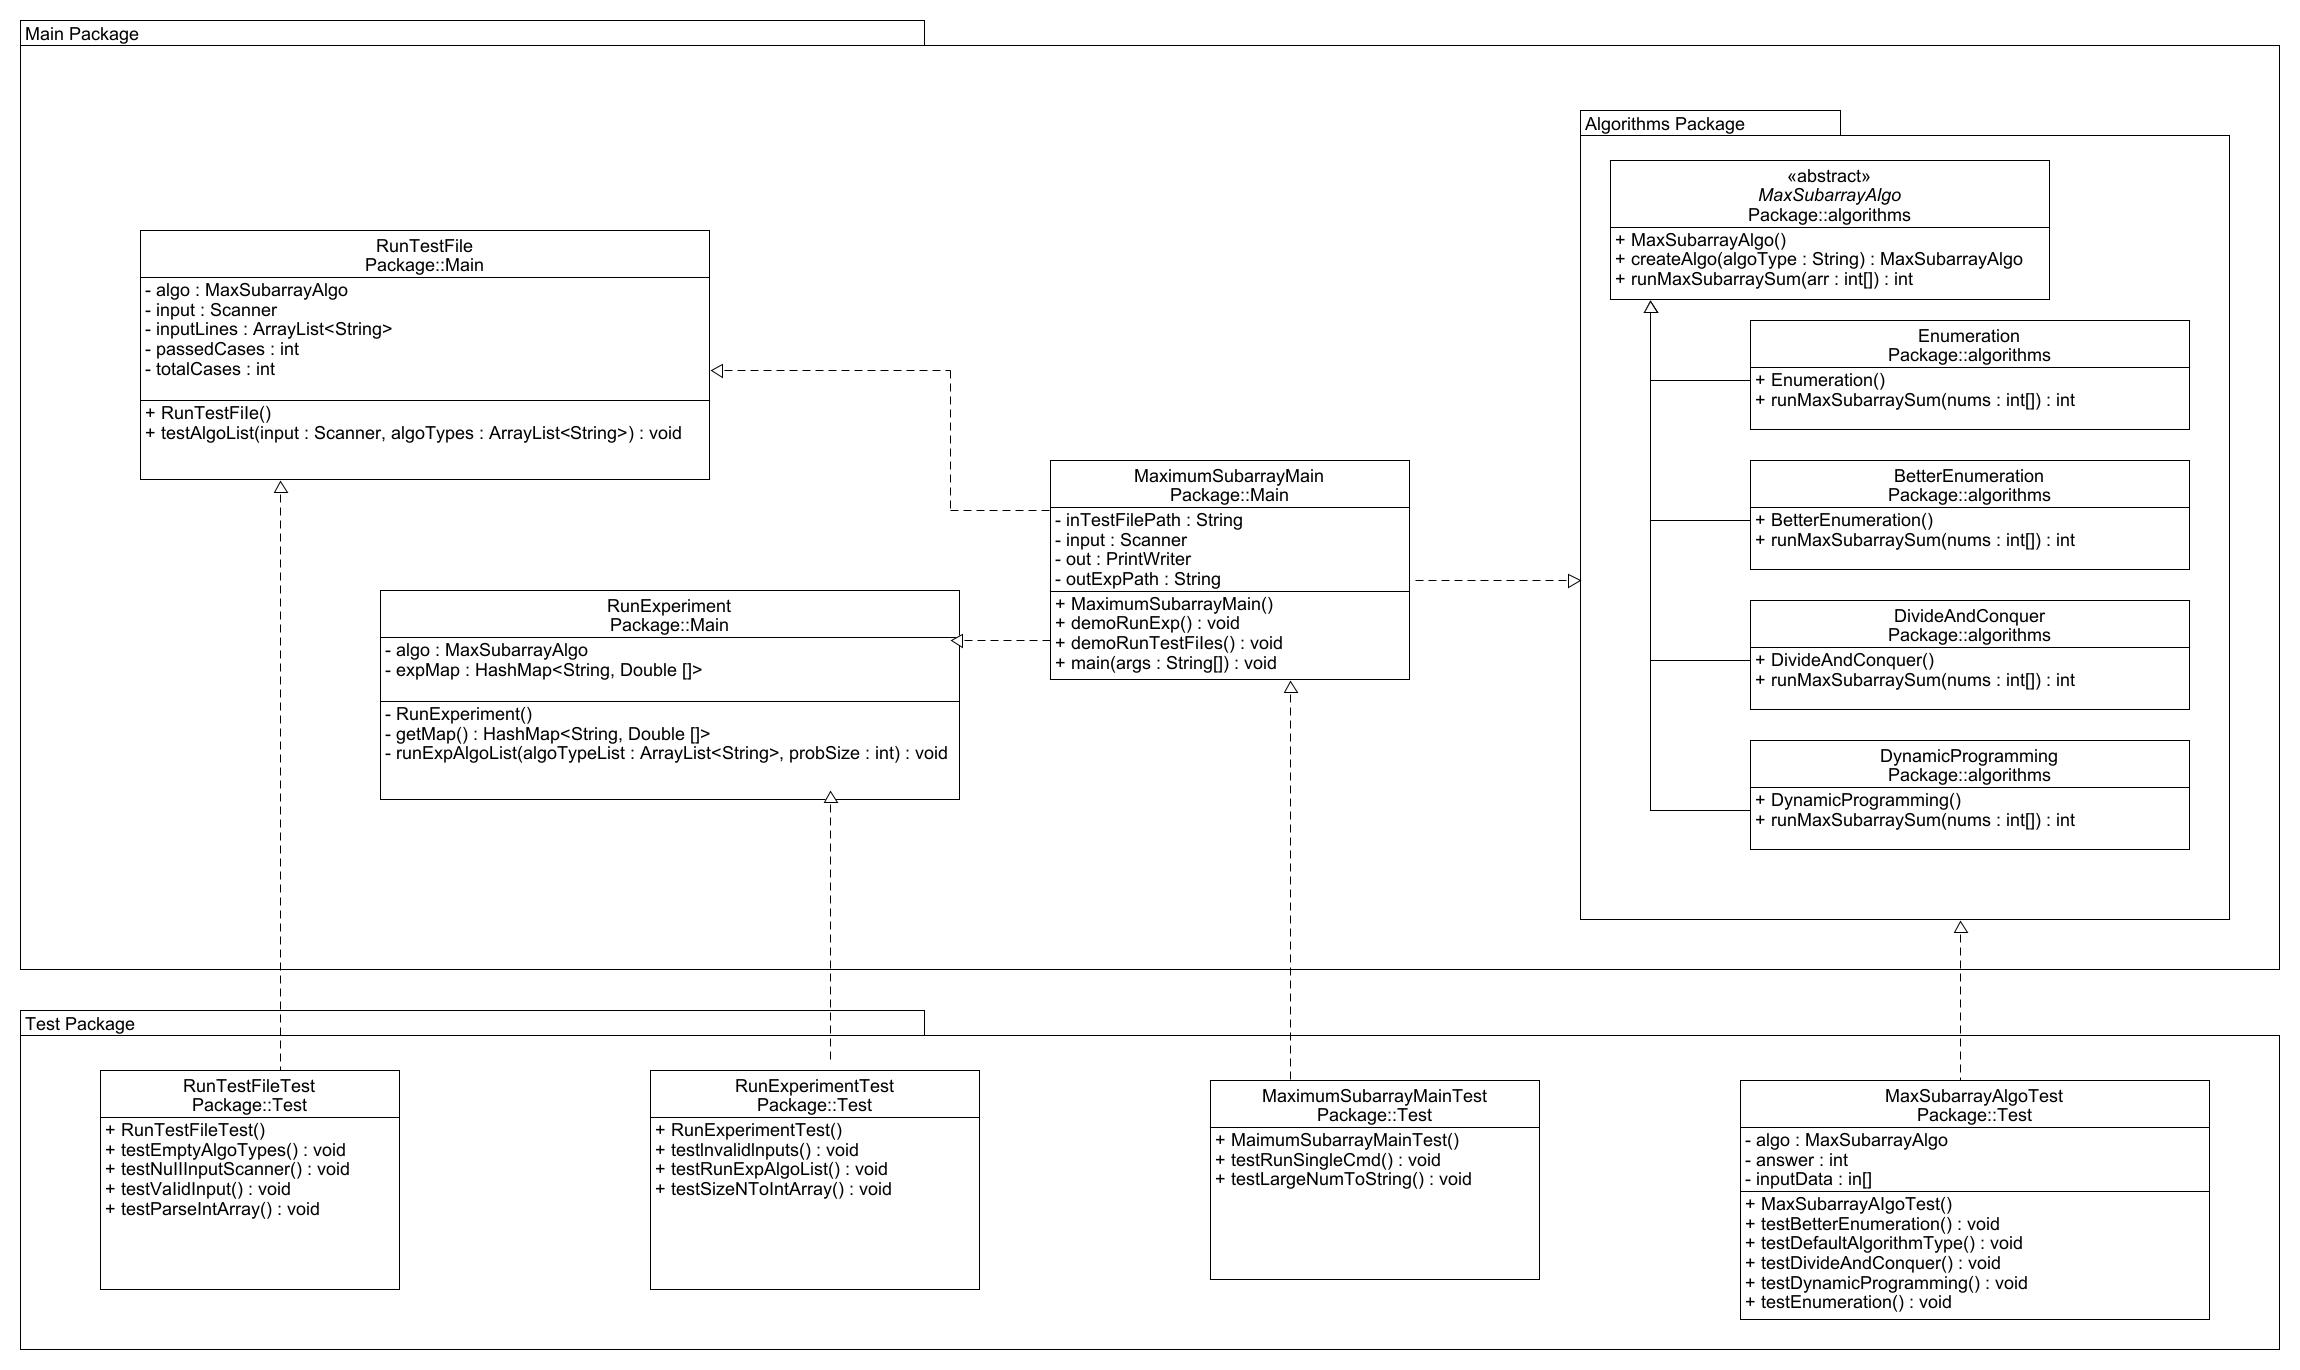 Main Package
Algorithms Package
«abstract»
MaxSubarrayAlgo
Package::algorithms
+ MaxSubarrayAlgo()
+ createAlgo(algoType : String) : MaxSubarrayAlgo
+ runMaxSubarraySum(arr : int[]) : int
RunTestFile
Package::Main
- algo : MaxSubarrayAlgo
- input : Scanner
- inputLines : ArrayList<String>
- passedCases : int
- totalCases : int
+ RunTestFile()
+ testAlgoList(input : Scanner, algoTypes : ArrayList<String>) : void
Enumeration
Package::algorithms
+ Enumeration()
+ runMaxSubarraySum(nums : int[]) : int
MaximumSubarrayMain
Package::Main
- inTestFilePath : String
- input : Scanner
- out : PrintWriter
- outExpPath : String
+ MaximumSubarrayMain()
+ demoRunExp() : void
+ demoRunTestFiles() : void
+ main(args : String[]) : void
BetterEnumeration
Package::algorithms
+ BetterEnumeration()
+ runMaxSubarraySum(nums : int[]) : int
RunExperiment
Package::Main
- algo : MaxSubarrayAlgo
- expMap : HashMap<String, Double []>
- RunExperiment()
- getMap() : HashMap<String, Double []>
- runExpAlgoList(algoTypeList : ArrayList<String>, probSize : int) : void
DivideAndConquer
Package::algorithms
+ DivideAndConquer()
+ runMaxSubarraySum(nums : int[]) : int
DynamicProgramming
Package::algorithms
+ DynamicProgramming()
+ runMaxSubarraySum(nums : int[]) : int
Test Package
RunTestFileTest
Package::Test
+ RunTestFileTest()
+ testEmptyAlgoTypes() : void
+ testNullInputScanner() : void
+ testValidInput() : void
+ testParseIntArray() : void
RunExperimentTest
Package::Test
+ RunExperimentTest()
+ testInvalidInputs() : void
+ testRunExpAlgoList() : void
+ testSizeNToIntArray() : void
MaximumSubarrayMainTest
Package::Test
+ MaimumSubarrayMainTest()
+ testRunSingleCmd() : void
+ testLargeNumToString() : void
MaxSubarrayAlgoTest
Package::Test
- algo : MaxSubarrayAlgo
- answer : int
- inputData : in[]
+ MaxSubarrayAlgoTest()
+ testBetterEnumeration() : void
+ testDefaultAlgorithmType() : void
+ testDivideAndConquer() : void
+ testDynamicProgramming() : void
+ testEnumeration() : void